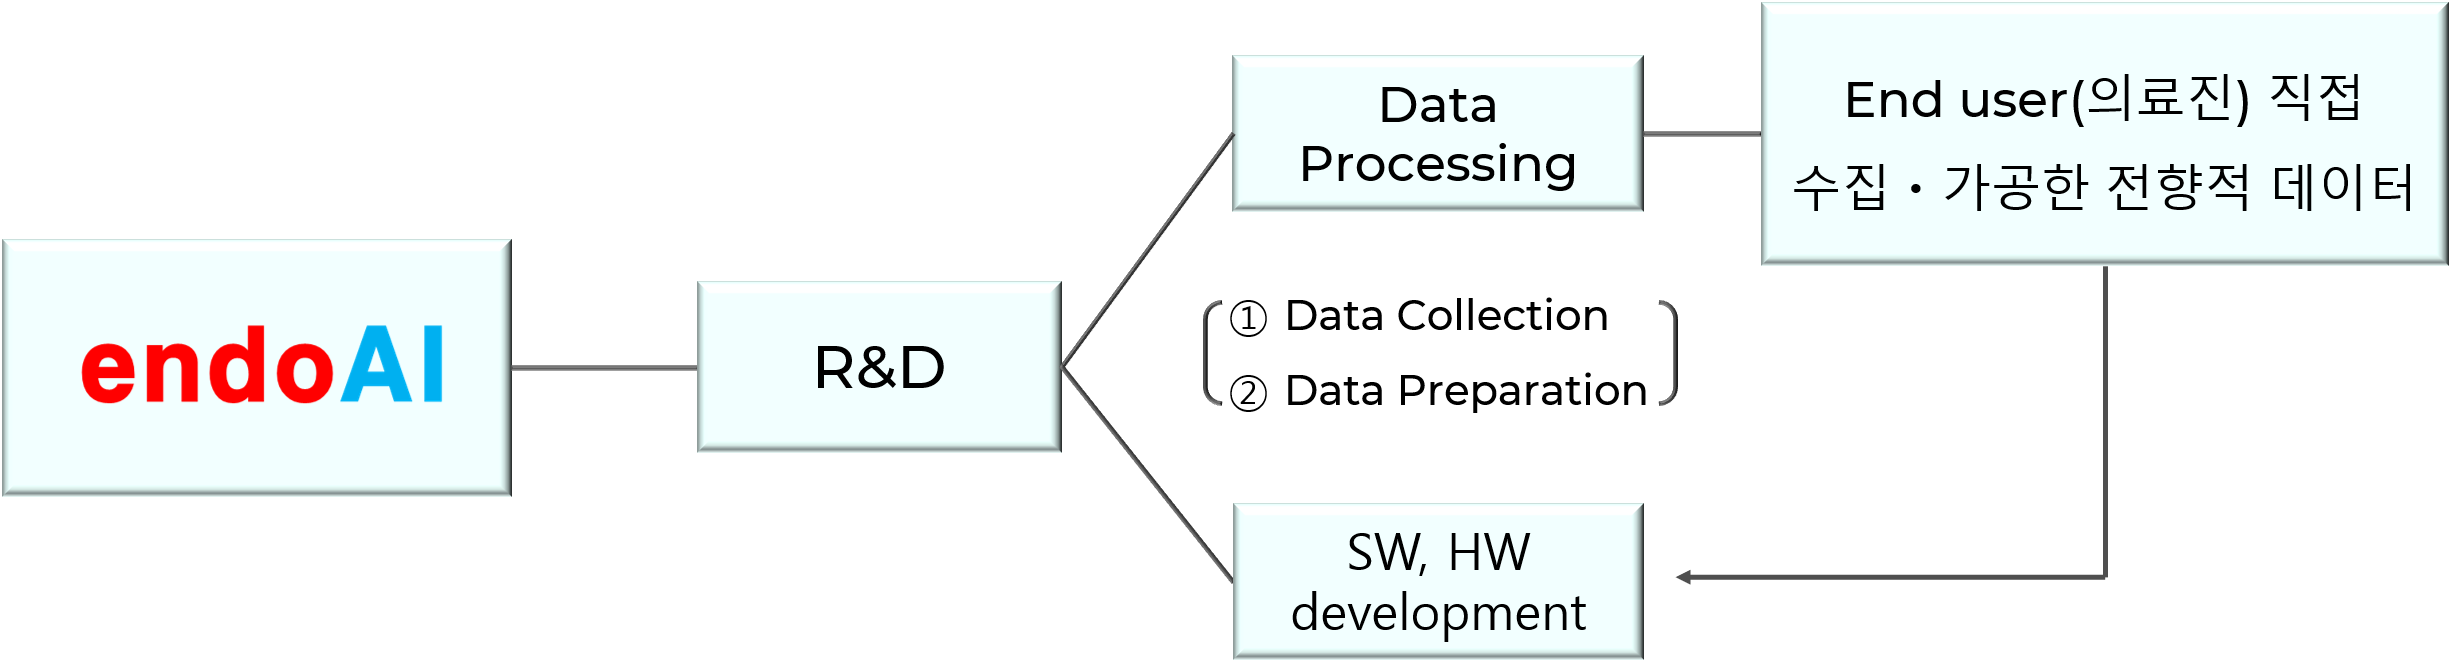 endoAI
R&D
Data
Processing
End user(의료진) 직접
수집・가공한 전향적 데이터
① Data Collection
② Data Preparation
SW, HW
development